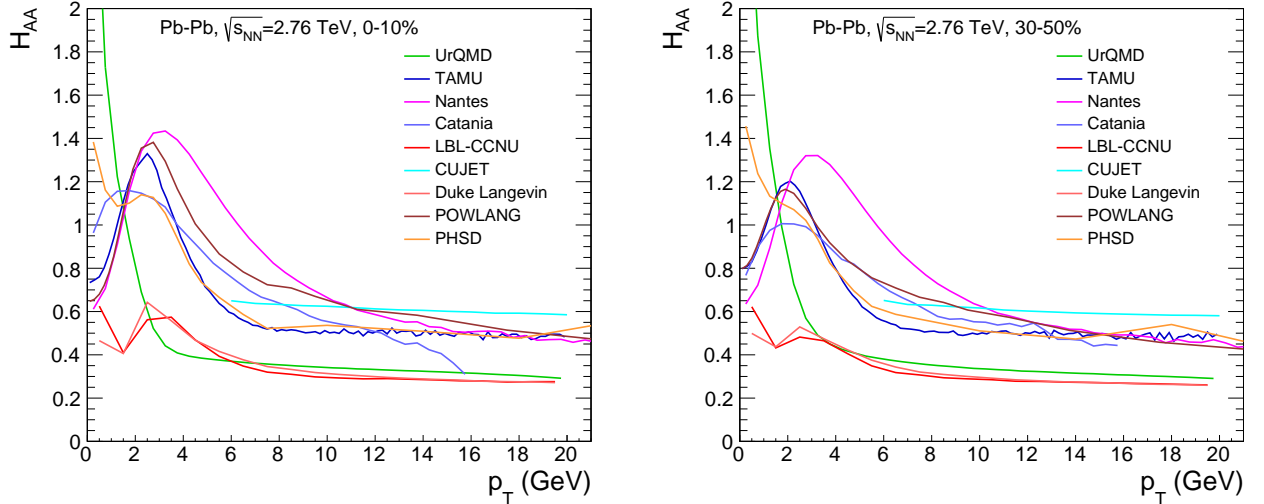 H_AA
Pb-Pb, √s_NN=2.76 TeV, 0-10%
UrQMD
TAMU
Nantes
Catania
LBL-CCNU
CUJET
Duke Langevin
POWLANG
PHSD
2
1.8
1.6
1.4
1.2
1
0.8
0.6
0.4
0.2
0
0 2 4 6 8 10 12 14 16 18 20
p_T (GeV)
H_AA
Pb-Pb, √s_NN=2.76 TeV, 30-50%
UrQMD
TAMU
Nantes
Catania
LBL-CCNU
CUJET
Duke Langevin
POWLANG
PHSD
2
1.8
1.6
1.4
1.2
1
0.8
0.6
0.4
0.2
0
0 2 4 6 8 10 12 14 16 18 20
p_T (GeV)